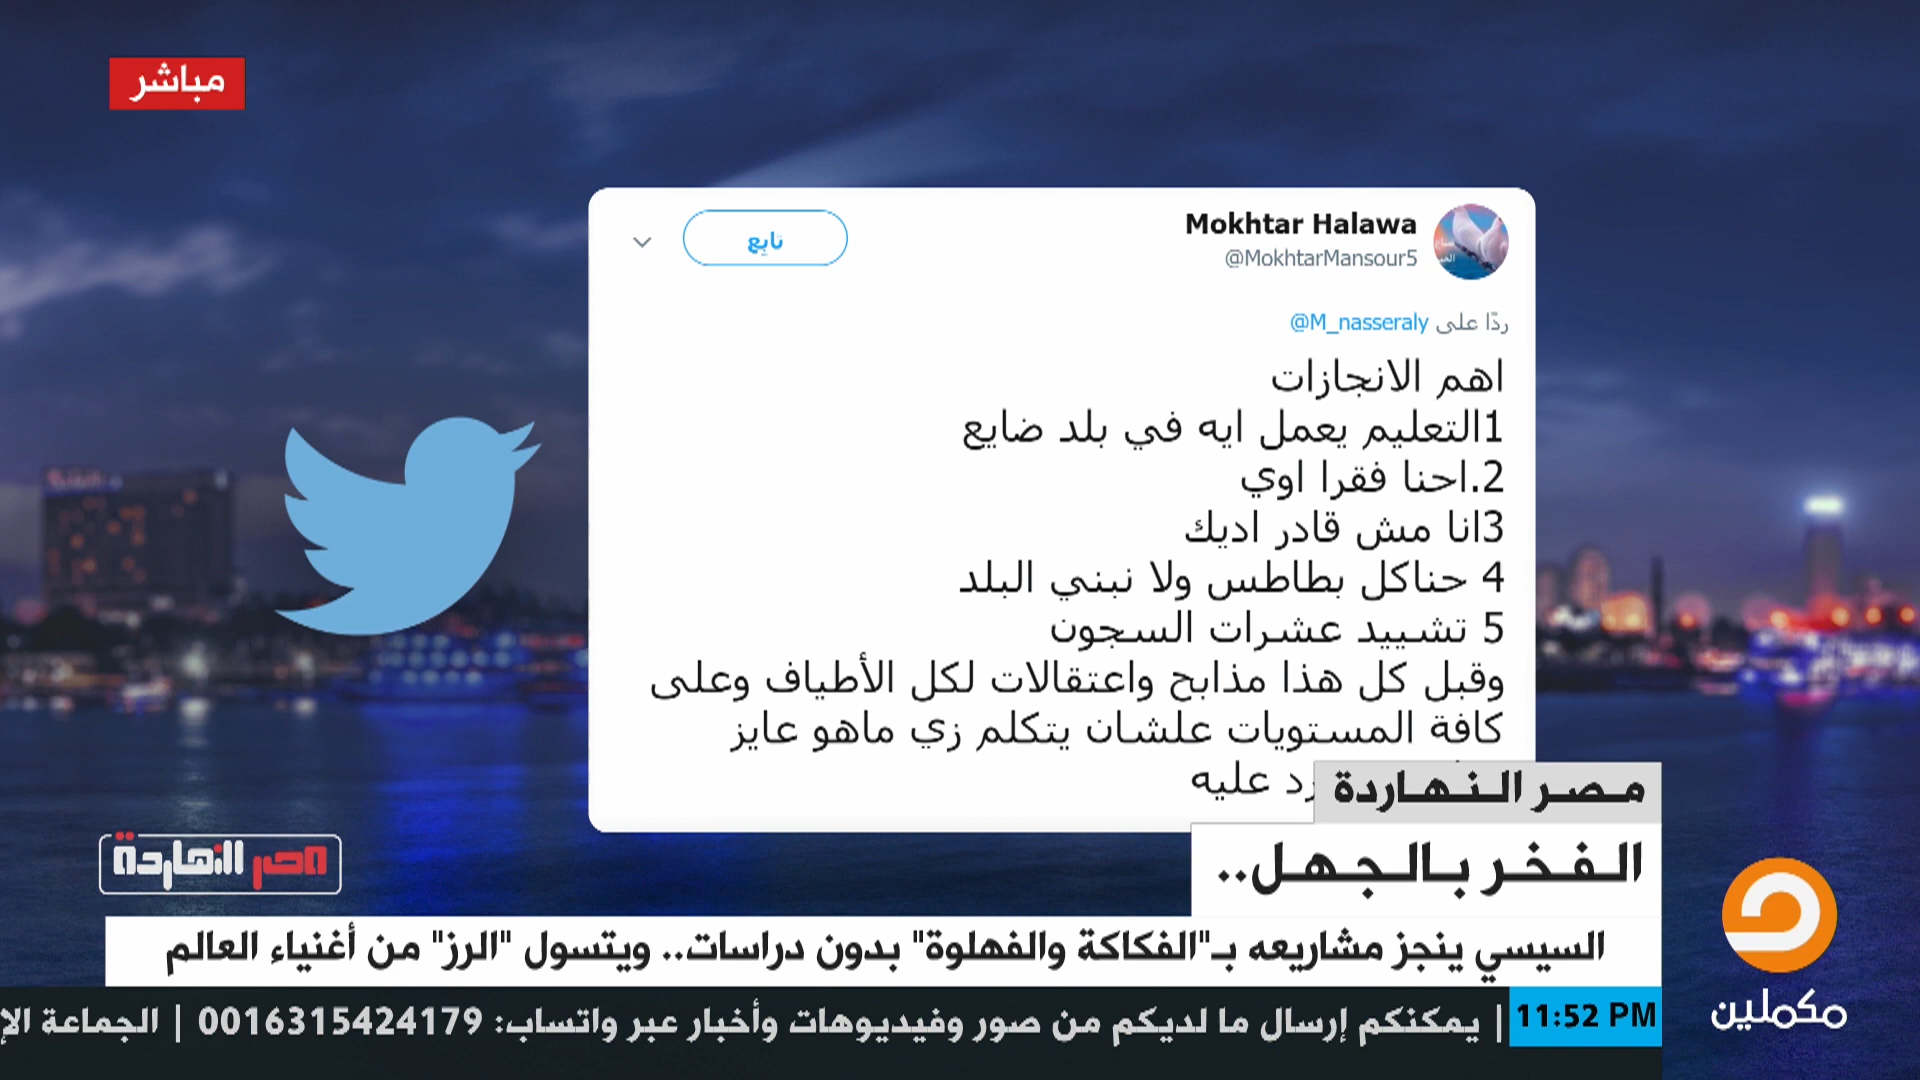 مباشر
Mokhtar Halawa
@MokhtarMansour5
تابع
ردًا على @M_nasseraly
اهم الانجازات
1التعليم يعمل ايه في بلد ضايع
2.احنا فقرا اوي
3انا مش قادر اديك
4 حناكل بطاطس ولا نبني البلد
5 تشييد عشرات السجون
وقبل كل هذا مذابح واعتقالات لكل الأطياف وعلى
كافة المستويات علشان يتكلم زي ماهو عايز
رد عليه
مصر النهاردة
الفخر بالجهل..
مصر النهاردة
السيسي ينجز مشاريعه بـ"الفكاكة والفهلوة" بدون دراسات.. ويتسول "الرز" من أغنياء العالم
11:52 PM
| يمكنكم إرسال ما لديكم من صور وفيديوهات وأخبار عبر واتساب: 0016315424179 | الجماعة الإ
مكملين